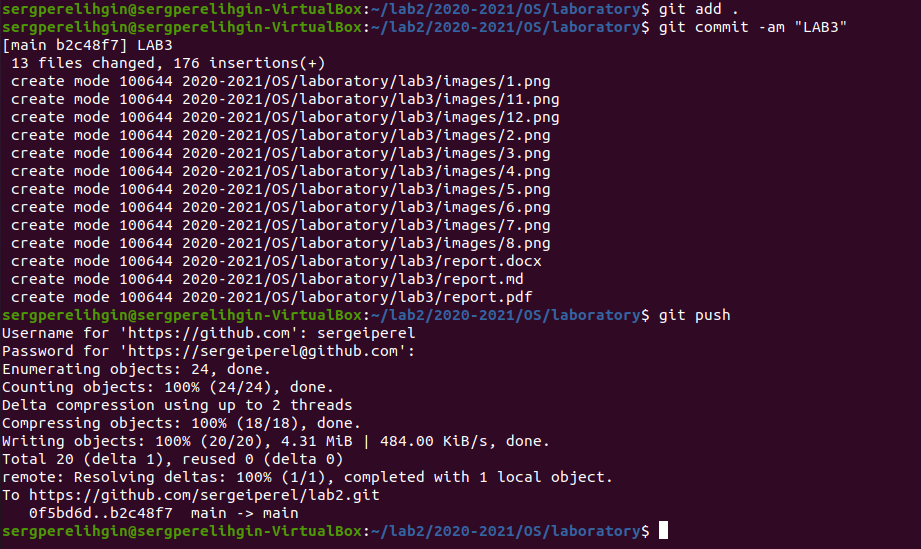 sergperelihgin@sergperelihgin-VirtualBox:~/lab2/2020-2021/OS/laboratory$ git add .
sergperelihgin@sergperelihgin-VirtualBox:~/lab2/2020-2021/OS/laboratory$ git commit -am "LAB3"
[main b2c48f7] LAB3
 13 files changed, 176 insertions(+)
 create mode 100644 2020-2021/OS/laboratory/lab3/images/1.png
 create mode 100644 2020-2021/OS/laboratory/lab3/images/11.png
 create mode 100644 2020-2021/OS/laboratory/lab3/images/12.png
 create mode 100644 2020-2021/OS/laboratory/lab3/images/2.png
 create mode 100644 2020-2021/OS/laboratory/lab3/images/3.png
 create mode 100644 2020-2021/OS/laboratory/lab3/images/4.png
 create mode 100644 2020-2021/OS/laboratory/lab3/images/5.png
 create mode 100644 2020-2021/OS/laboratory/lab3/images/6.png
 create mode 100644 2020-2021/OS/laboratory/lab3/images/7.png
 create mode 100644 2020-2021/OS/laboratory/lab3/images/8.png
 create mode 100644 2020-2021/OS/laboratory/lab3/report.docx
 create mode 100644 2020-2021/OS/laboratory/lab3/report.md
 create mode 100644 2020-2021/OS/laboratory/lab3/report.pdf
sergperelihgin@sergperelihgin-VirtualBox:~/lab2/2020-2021/OS/laboratory$ git push
Username for 'https://github.com': sergeiperel
Password for 'https://sergeiperel@github.com':
Enumerating objects: 24, done.
Counting objects: 100% (24/24), done.
Delta compression using up to 2 threads
Compressing objects: 100% (18/18), done.
Writing objects: 100% (20/20), 4.31 MiB | 484.00 KiB/s, done.
Total 20 (delta 1), reused 0 (delta 0)
remote: Resolving deltas: 100% (1/1), completed with 1 local object.
To https://github.com/sergeiperel/lab2.git
   0f5bd6d..b2c48f7  main -> main
sergperelihgin@sergperelihgin-VirtualBox:~/lab2/2020-2021/OS/laboratory$